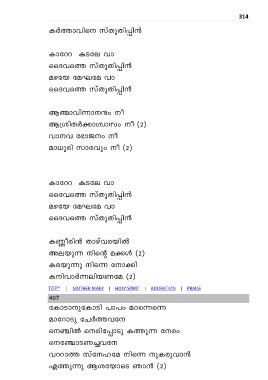 314
കർത്താവിനെ സ്തുതിപ്പിൻ
കാറേറ കടലേ വാ
ദൈവത്തെ സ്തുതിപ്പിൻ
മഴയേ മേഘമേ വാ
ദൈവത്തെ സ്തുതിപ്പിൻ
ആത്മാവിന്നാനന്ദം നീ
ആശ്രിതർക്കാശ്വാസം നീ (2)
വാനവ ഭോജനം നീ
മാധുരി സാരവും നീ (2)
കാറേറ കടലേ വാ
ദൈവത്തെ സ്തുതിപ്പിൻ
മഴയേ മേഘമേ വാ
ദൈവത്തെ സ്തുതിപ്പിൻ
കണ്ണീരിൻ താഴ്വരയിൽ
അലയുന്ന നിന്റെ മക്കൾ (2)
കരയുന്നു നിന്നെ നോക്കി
കനിവാർന്നലിയണമേ (2)
TOP^ | MOTHER MARY | HOLY SPIRIT | ADORATION | PRAISE
407
കോടാനുകോടി പാപം മറന്നെന്നെ
മാറോടു ചേർത്തവനേ
നെഞ്ചിൽ നെരിപ്പോടു കത്തുന്ന നേരം
നെഞ്ചോടണച്ചവനേ
വററാത്ത സ്നേഹമേ നിന്നെ നുകരുവാൻ
എത്തുന്നു ആശയോടെ ഞാൻ (2)